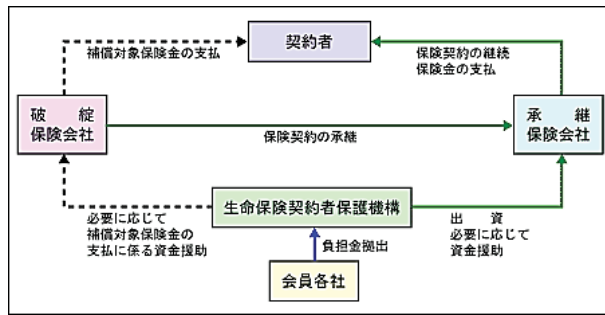 契約者
補償対象保険金の支払
保険契約の継続
保険金の支払
破　綻
保険会社
承　継
保険会社
保険契約の承継
生命保険契約者保護機構
必要に応じて
補償対象保険金の
支払に係る資金援助
出　資
必要に応じて
資金援助
負担金拠出
会員各社